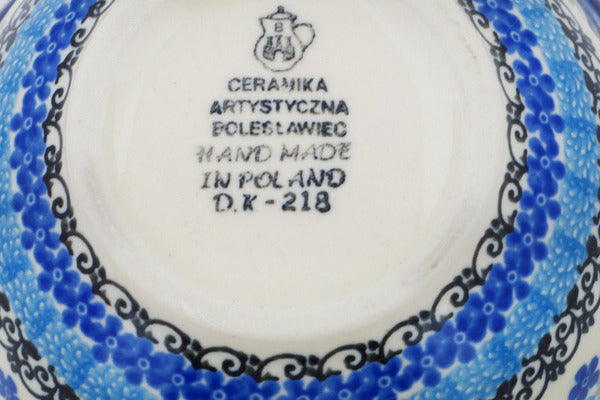 B
CERAMIKA
ARTYSTYCZNA
BOLESŁAWIEC
HAND MADE
IN POLAND
D.K - 218